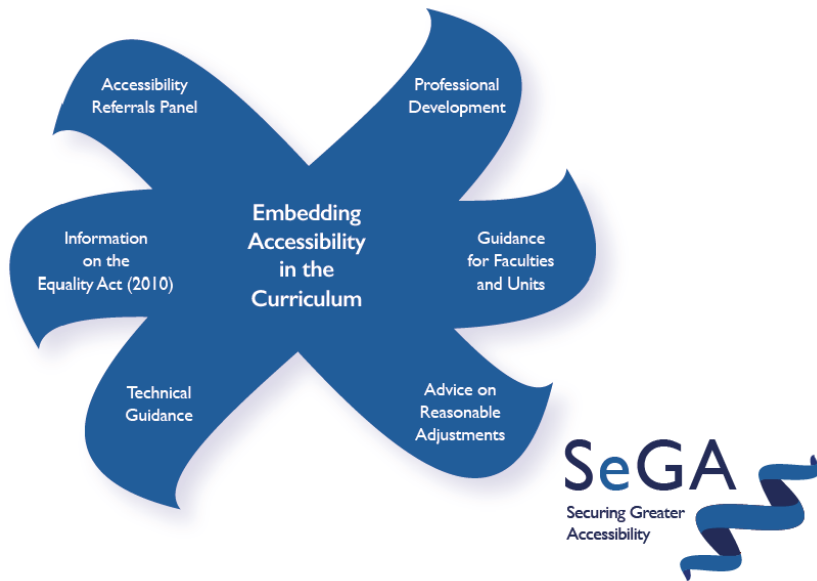 Accessibility
Referrals Panel
Professional
Development
Embedding
Accessibility
in the
Curriculum
Information
on the
Equality Act (2010)
Guidance
for Faculties
and Units
Technical
Guidance
Advice on
Reasonable
Adjustments
SeGA
Securing Greater
Accessibility